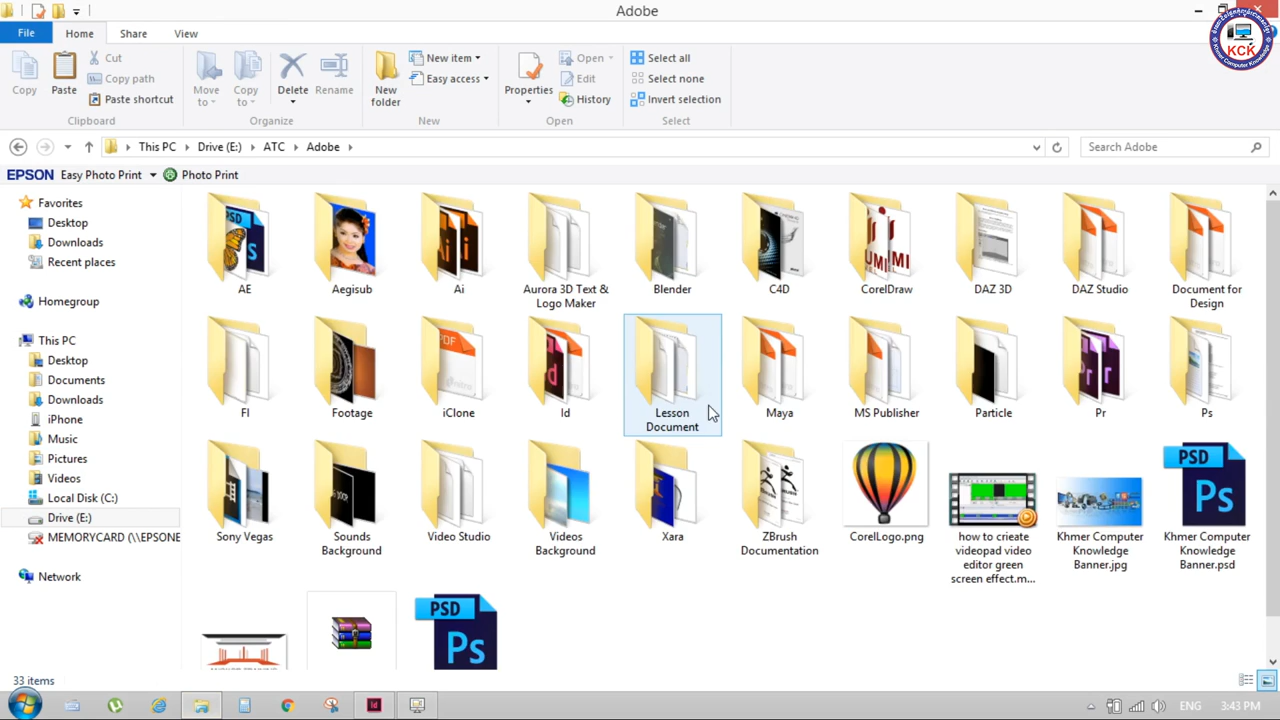 Adobe
File Home Share View
Copy
Paste
Cut
Copy path
Paste shortcut
Clipboard
Move to
Copy to
Delete
Rename
Organize
New folder
New item
Easy access
New
Properties
Open
Edit
History
Open
Select all
Select none
Invert selection
Select
KCK
Khmer Computer Knowledge
This PC Drive (E:) ATC Adobe
Search Adobe
EPSON Easy Photo Print Photo Print
Favorites
Desktop
Downloads
Recent places
Homegroup
This PC
Desktop
Documents
Downloads
iPhone
Music
Pictures
Videos
Local Disk (C:)
Drive (E:)
MEMORYCARD (\\EPSONE
Network
AE
Aegisub
Ai
Aurora 3D Text &
Logo Maker
Blender
C4D
CorelDraw
DAZ 3D
DAZ Studio
Document for
Design
Fl
Footage
iClone
Id
Lesson
Document
Maya
MS Publisher
Particle
Pr
Ps
Sony Vegas
Sounds
Background
Video Studio
Videos
Background
Xara
ZBrush
Documentation
CorelLogo.png
how to crieate
videopad video
editor green
screen effect.m...
Khmer Computer
Knowledge
Banner.jpg
PSD
Ps
Khmer Computer
Knowledge
Banner.psd
PSD
Ps
33 items
ENG 3:43 PM